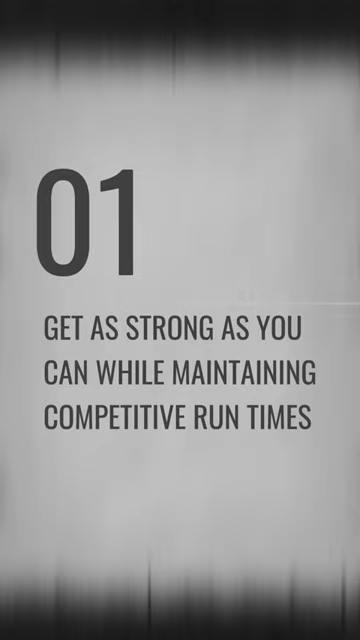 01
GET AS STRONG AS YOU
CAN WHILE MAINTAINING
COMPETITIVE RUN TIMES